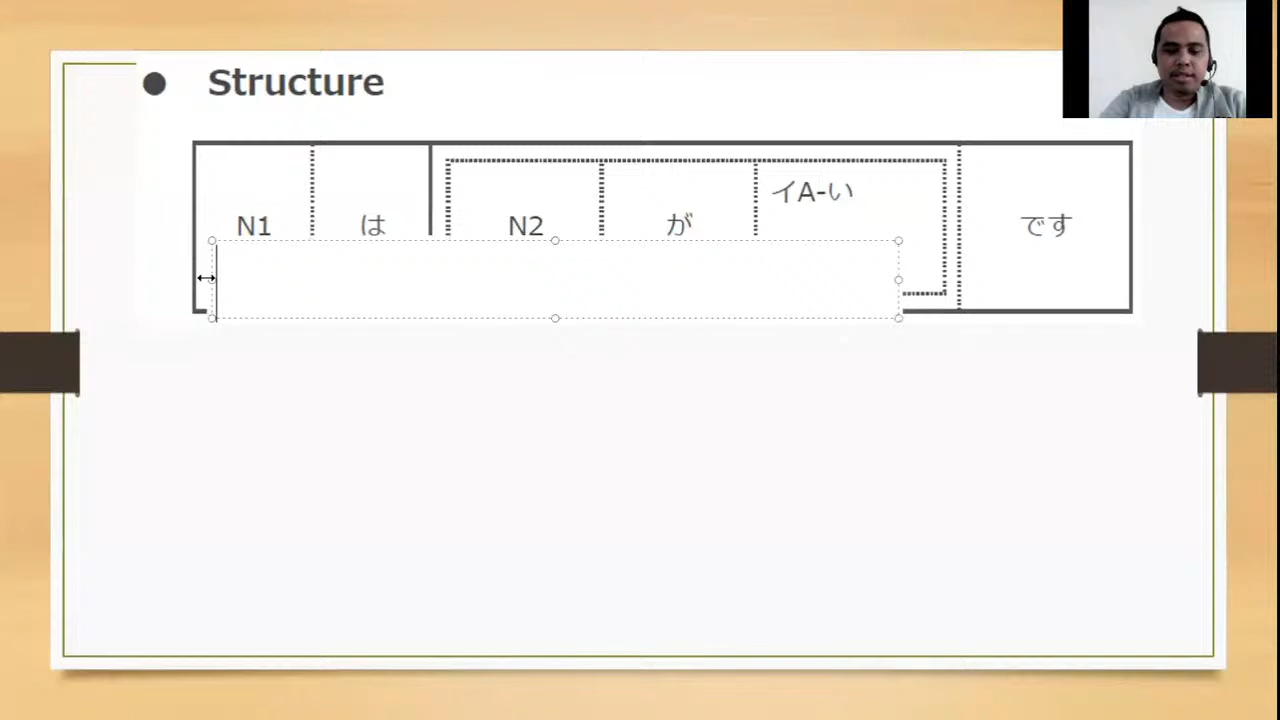 ● Structure
N1 は N2 が イA-い です